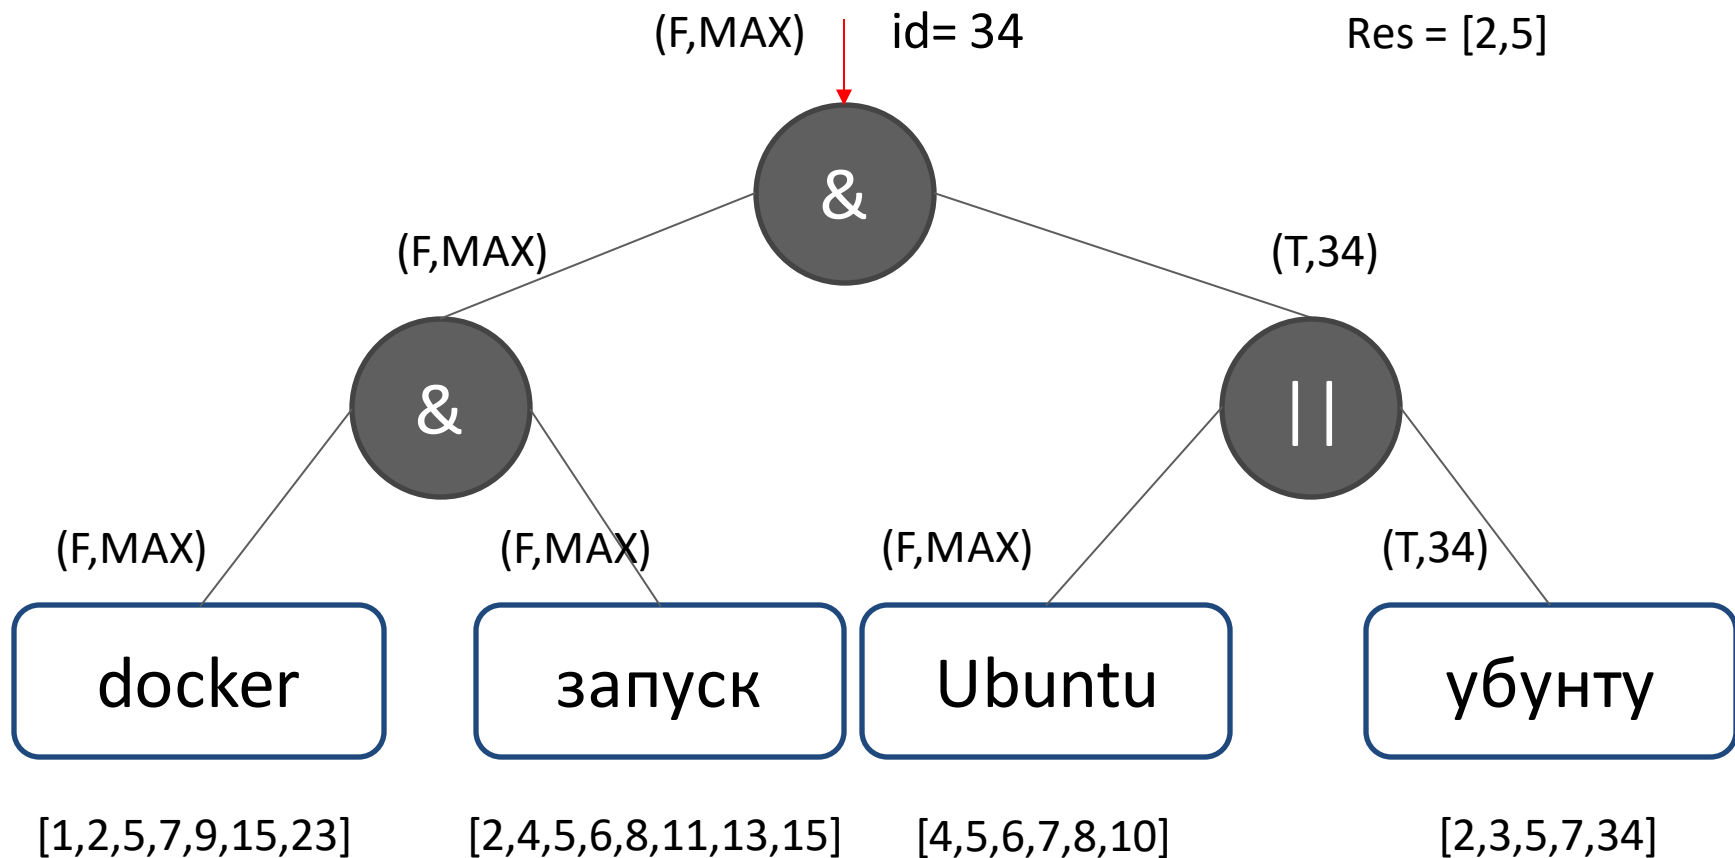 (F,MAX) id= 34 Res = [2,5]
&
(F,MAX) (T,34)
& ||
(F,MAX) (F,MAX) (F,MAX) (T,34)
docker запуск Ubuntu убунту
[1,2,5,7,9,15,23] [2,4,5,6,8,11,13,15] [4,5,6,7,8,10] [2,3,5,7,34]